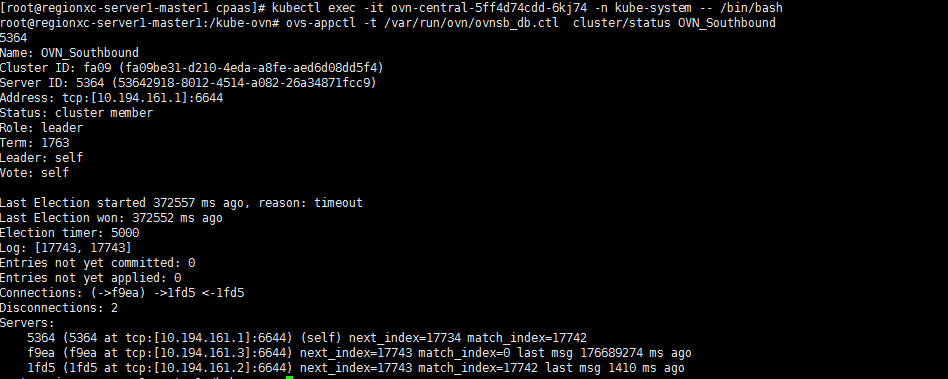 [root@regionxc-server1-master1 cpaas]# kubectl exec -it ovn-central-5ff4d74cdd-6kj74 -n kube-system -- /bin/bash
root@regionxc-server1-master1:/kube-ovn# ovs-appctl -t /var/run/ovn/ovnsb_db.ctl  cluster/status OVN_Southbound
5364
Name: OVN_Southbound
Cluster ID: fa09 (fa09be31-d210-4eda-a8fe-aed6d08dd5f4)
Server ID: 5364 (53642918-8012-4514-a082-26a34871fcc9)
Address: tcp:[10.194.161.1]:6644
Status: cluster member
Role: leader
Term: 1763
Leader: self
Vote: self

Last Election started 372557 ms ago, reason: timeout
Last Election won: 372552 ms ago
Election timer: 5000
Log: [17743, 17743]
Entries not yet committed: 0
Entries not yet applied: 0
Connections: (->f9ea) ->1fd5 <-1fd5
Disconnections: 2
Servers:
    5364 (5364 at tcp:[10.194.161.1]:6644) (self) next_index=17734 match_index=17742
    f9ea (f9ea at tcp:[10.194.161.3]:6644) next_index=17743 match_index=0 last msg 176689274 ms ago
    1fd5 (1fd5 at tcp:[10.194.161.2]:6644) next_index=17743 match_index=17742 last msg 1410 ms ago